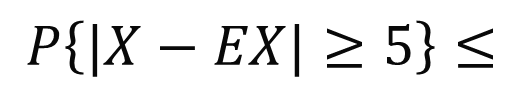 P{|X − EX| ≥ 5} ≤